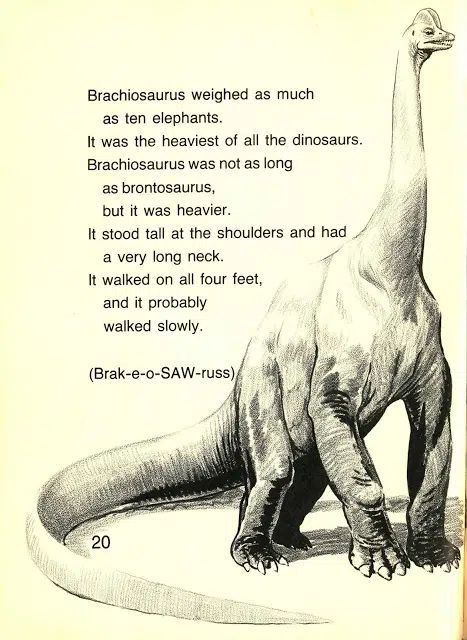 Brachiosaurus weighed as much
as ten elephants.
It was the heaviest of all the dinosaurs.
Brachiosaurus was not as long
as brontosaurus,
but it was heavier.
It stood tall at the shoulders and had
a very long neck.
It walked on all four feet,
and it probably
walked slowly.
(Brak-e-o-SAW-russ)
20